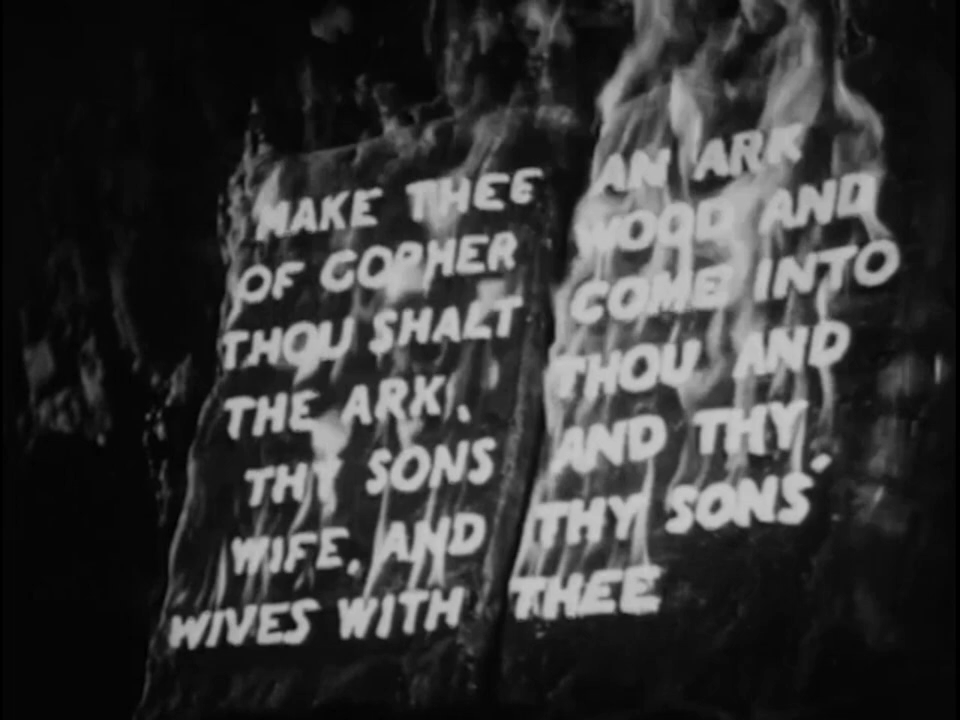 MAKE THEE AN ARK
OF GOPHER WOOD AND
THOU SHALT COME INTO
THE ARK, THOU AND
THY SONS AND THY
WIFE, AND THY SONS'
WIVES WITH THEE